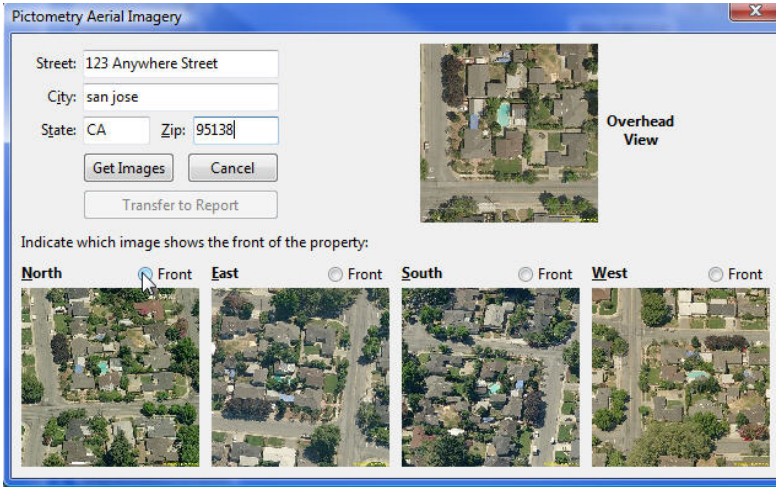 Pictometry Aerial Imagery
Street: 123 Anywhere Street
City: san jose
State: CA Zip: 95138
Get Images Cancel
Transfer to Report
Overhead
View
Indicate which image shows the front of the property:
North Front East Front South Front West Front